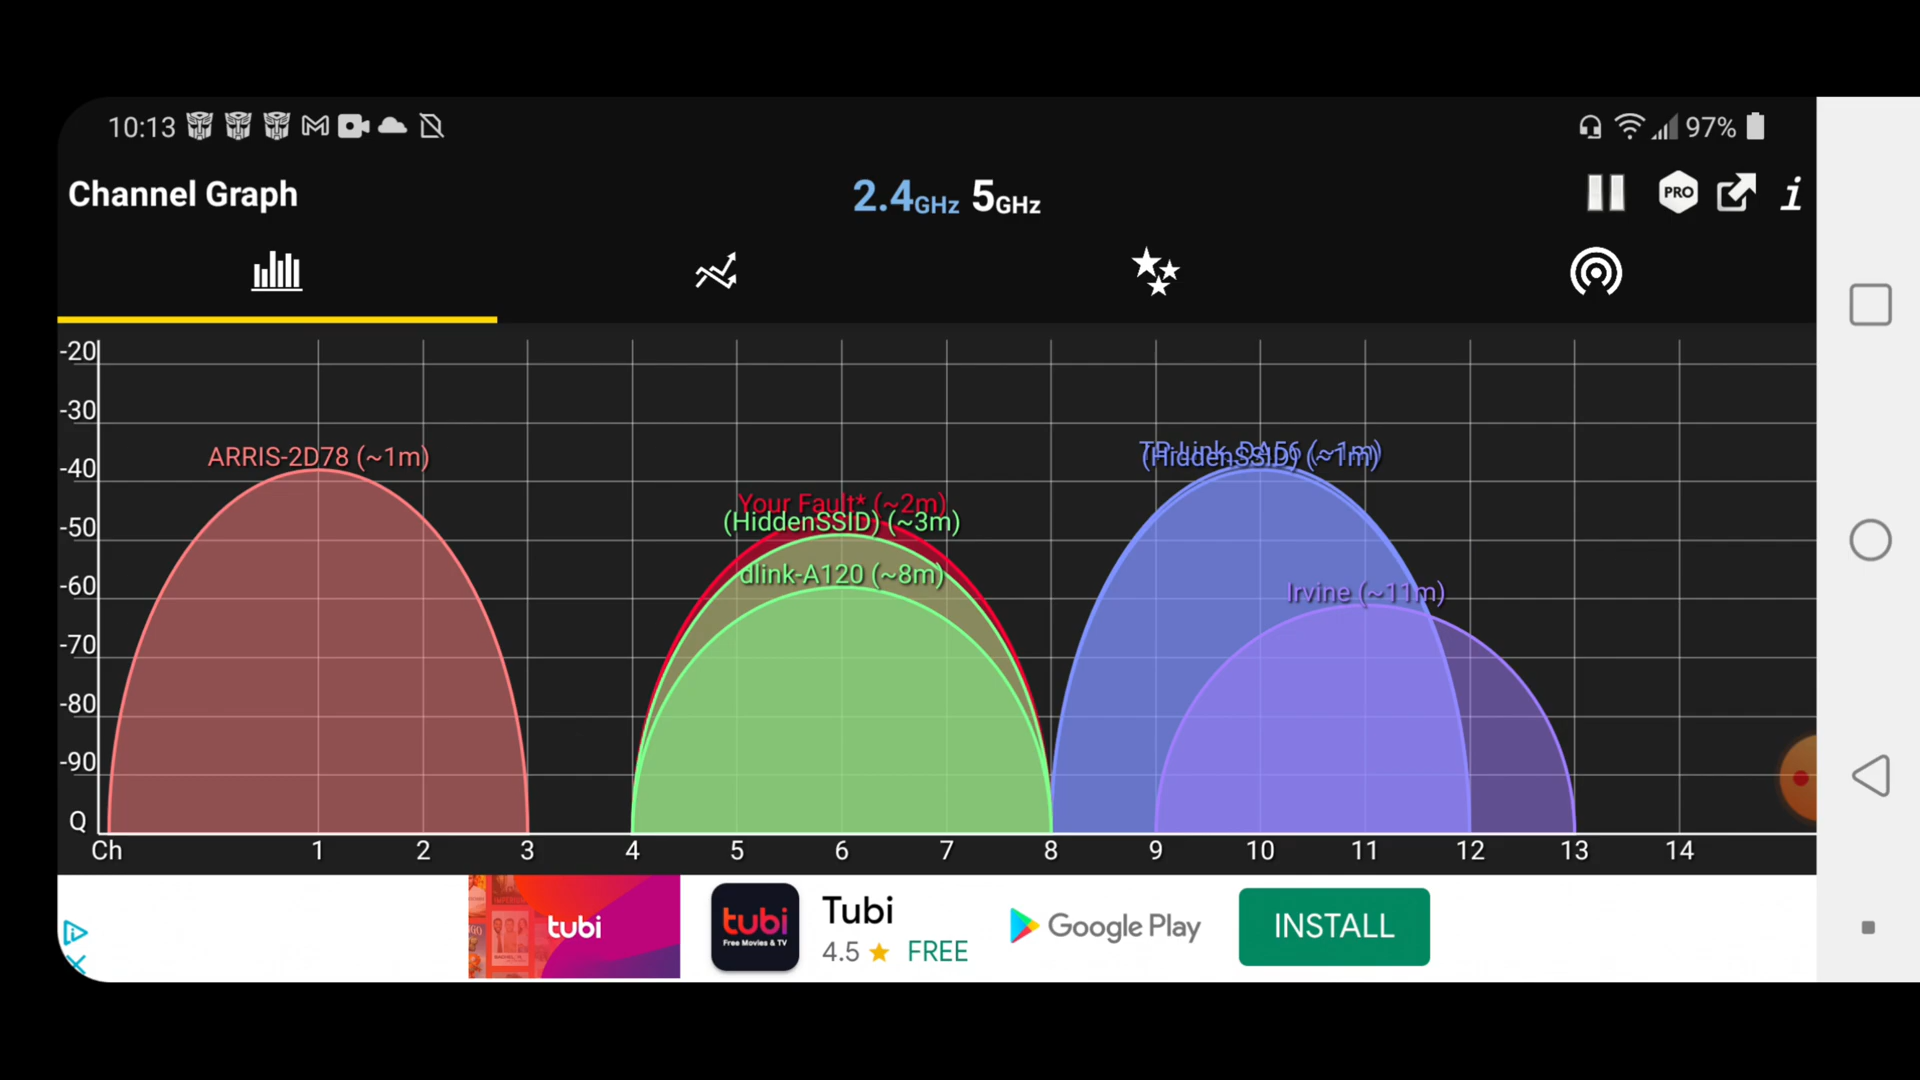 10:13
97%
Channel Graph
2.4GHz 5GHz
PRO
i
-20
-30
-40
-50
-60
-70
-80
-90
Q
ARRIS-2D78 (~1m)
Your Fault* (~2m)
(HiddenSSID) (~3m)
dlink-A120 (~8m)
TP-Link_DA56 (~1m)
(HiddenSSID) (~1m)
Irvine (~11m)
Ch 1 2 3 4 5 6 7 8 9 10 11 12 13 14
tubi
tubi
Free Movies & TV
Tubi
4.5 ★ FREE
Google Play
INSTALL